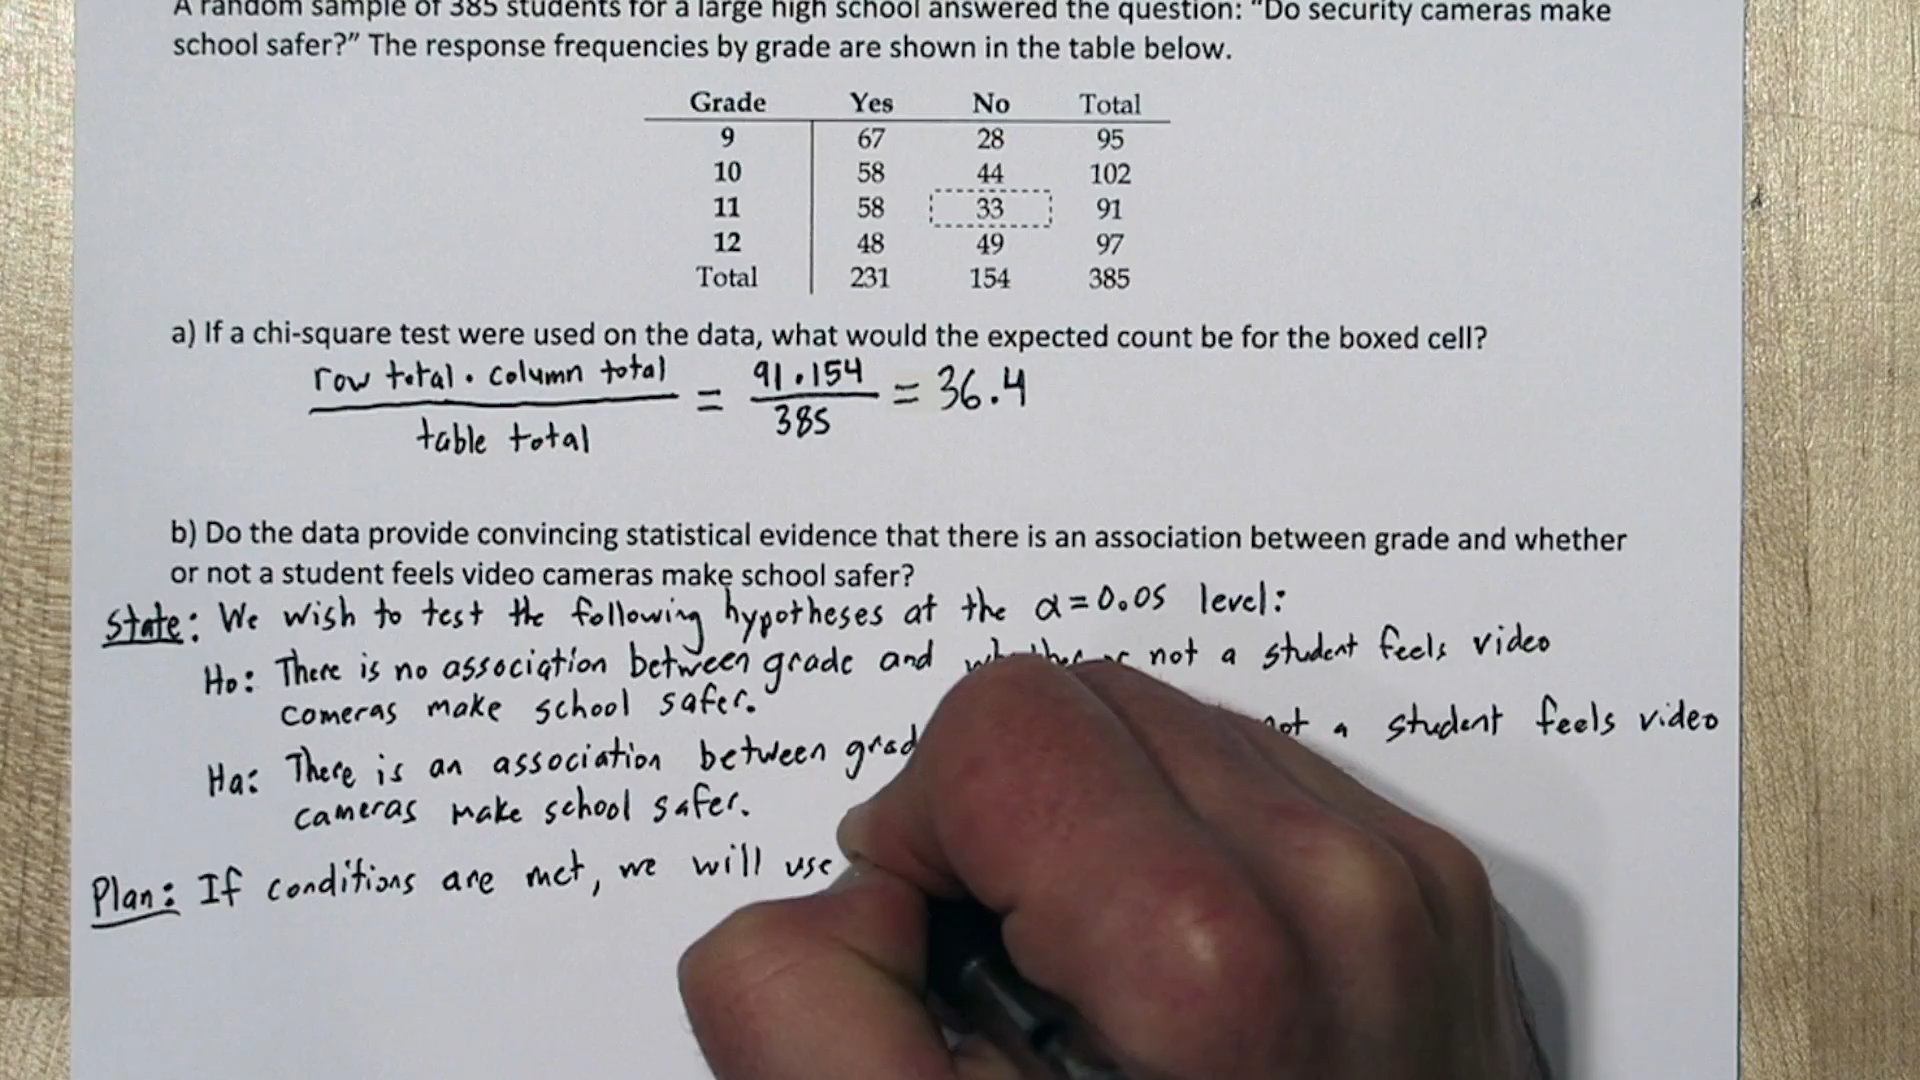 A random sample of 385 students for a large high school answered the question: “Do security cameras make
school safer?” The response frequencies by grade are shown in the table below.
Grade Yes No Total
9 67 28 95
10 58 44 102
11 58 33 91
12 48 49 97
Total 231 154 385
a) If a chi-square test were used on the data, what would the expected count be for the boxed cell?
row total · column total
table total
= 91·154
385
= 36.4
b) Do the data provide convincing statistical evidence that there is an association between grade and whether
or not a student feels video cameras make school safer?
State: We wish to test the following hypotheses at the α=0.05 level:
Ho: There is no association between grade and not a student feels video
comeras make school safer.
Ha: There is an association between not a student feels video
cameras make school safer.
Plan: If conditions are met, we will use